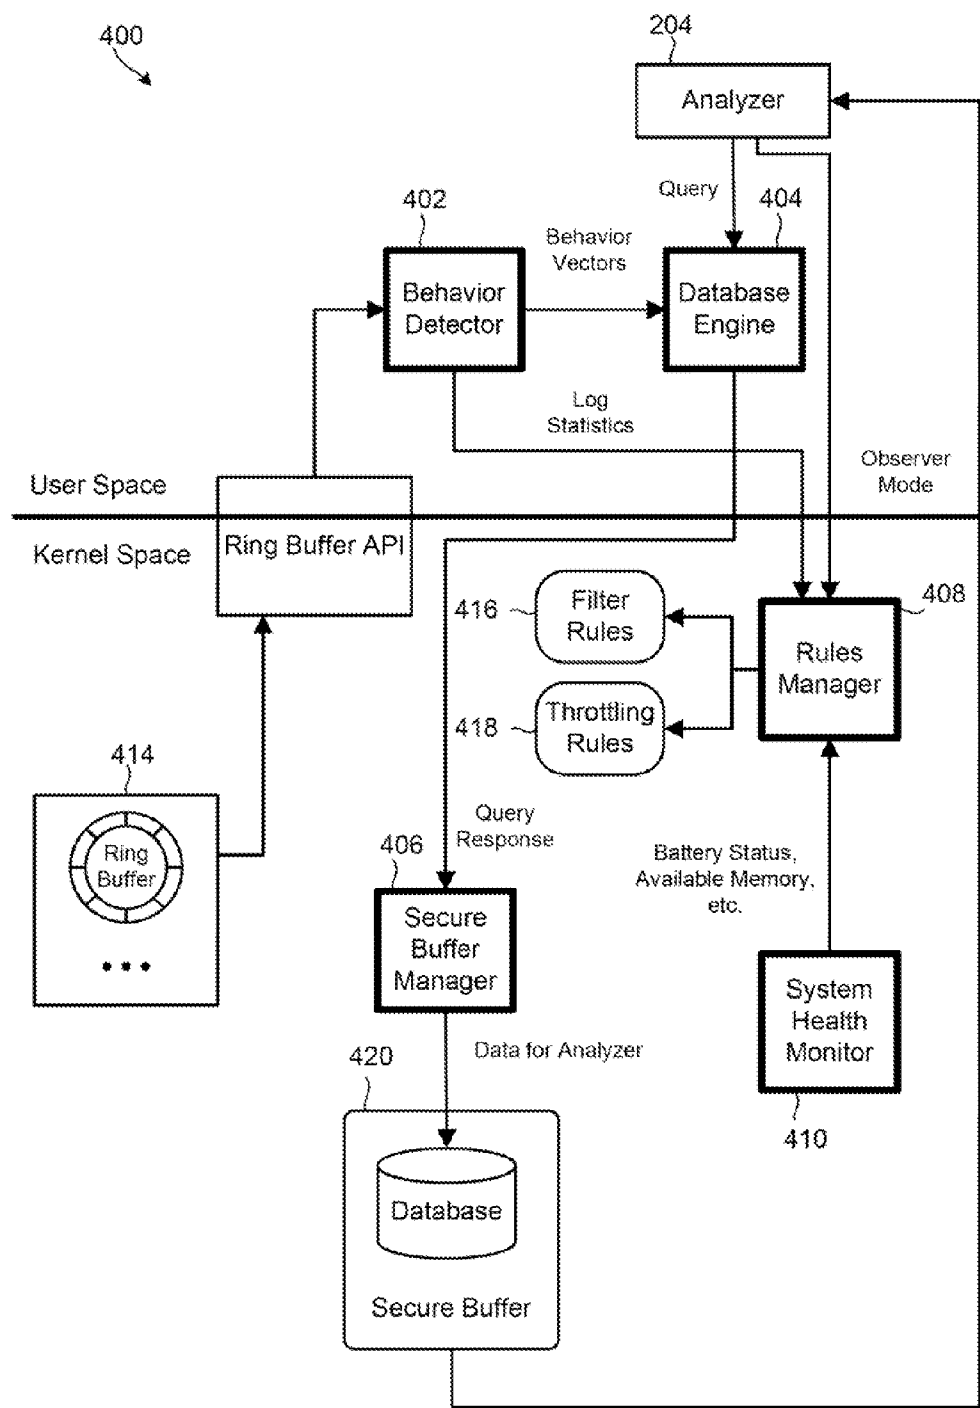 400
204
Analyzer
Query
404
402
Behavior
Vectors
Behavior
Detector
Database
Engine
Log
Statistics
Observer
Mode
User Space
Kernel Space
Ring Buffer API
416
Filter
Rules
408
Rules
Manager
418
Throttling
Rules
414
Ring
Buffer
•••
Query
Response
406
Battery Status,
Available Memory,
etc.
Secure
Buffer
Manager
System
Health
Monitor
Data for Analyzer
420
410
Database
Secure Buffer